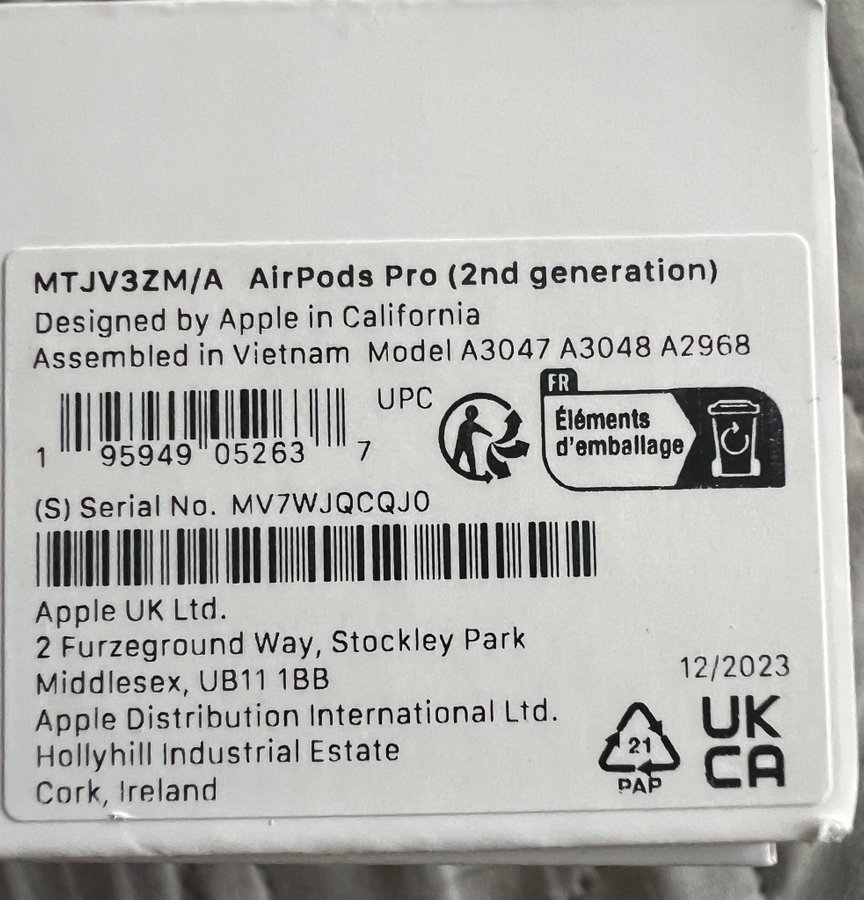 MTJV3ZM/A AirPods Pro (2nd generation)
Designed by Apple in California
Assembled in Vietnam Model A3047 A3048 A2968
UPC
1 95949 05263 7
FR
Éléments
d'emballage
(S) Serial No. MV7WJQCQJ0
Apple UK Ltd.
2 Furzeground Way, Stockley Park
Middlesex, UB11 1BB
Apple Distribution International Ltd.
Hollyhill Industrial Estate
Cork, Ireland
12/2023
21
PAP
UK
CA